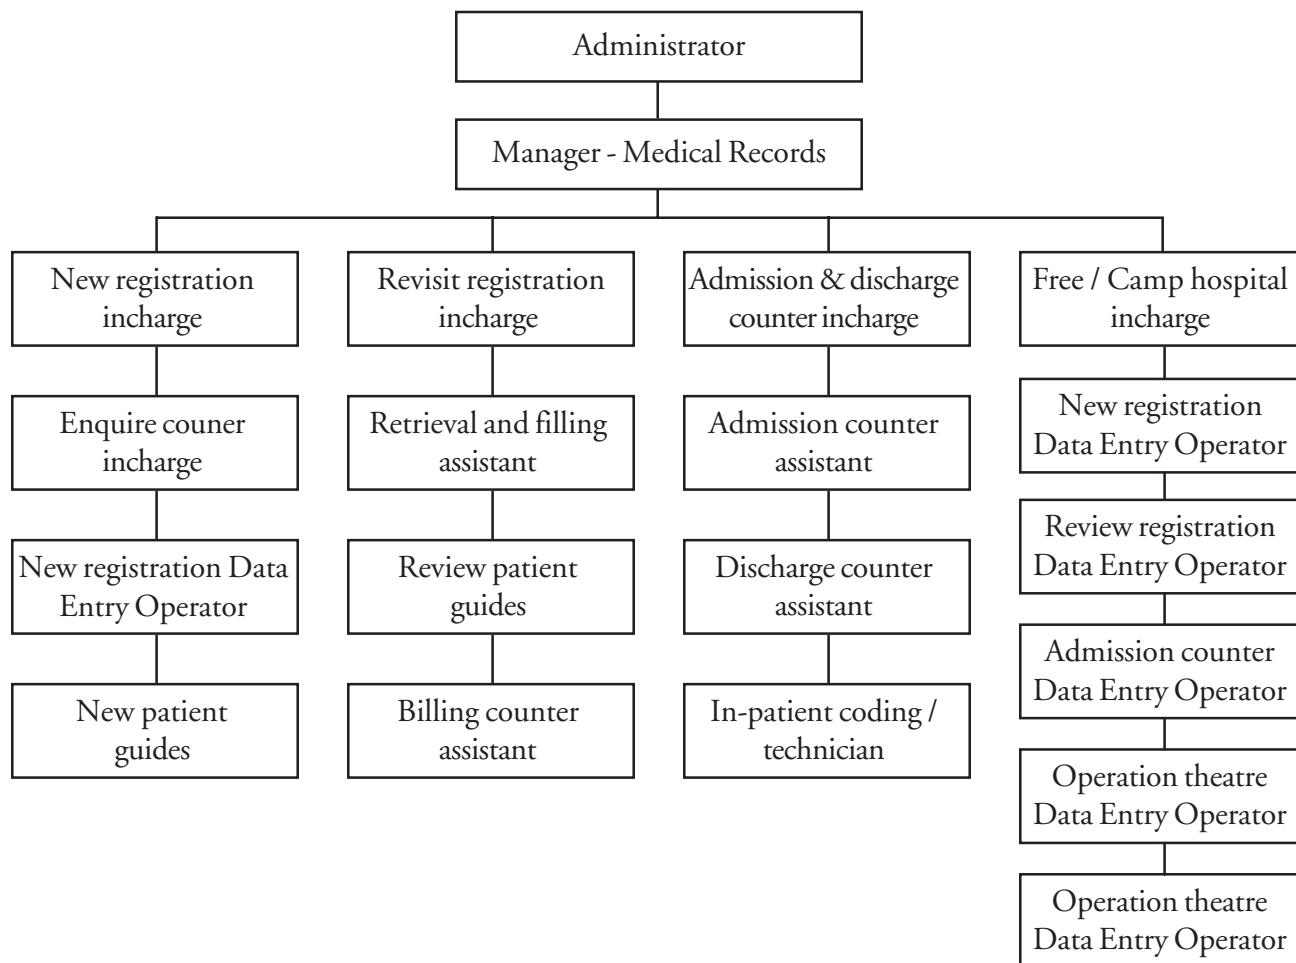 Administrator
Manager - Medical Records
New registration
incharge
Enquire couner
incharge
New registration Data
Entry Operator
New patient
guides
Revisit registration
incharge
Retrieval and filling
assistant
Review patient
guides
Billing counter
assistant
Admission & discharge
counter incharge
Admission counter
assistant
Discharge counter
assistant
In-patient coding /
technician
Free / Camp hospital
incharge
New registration
Data Entry Operator
Review registration
Data Entry Operator
Admission counter
Data Entry Operator
Operation theatre
Data Entry Operator
Operation theatre
Data Entry Operator